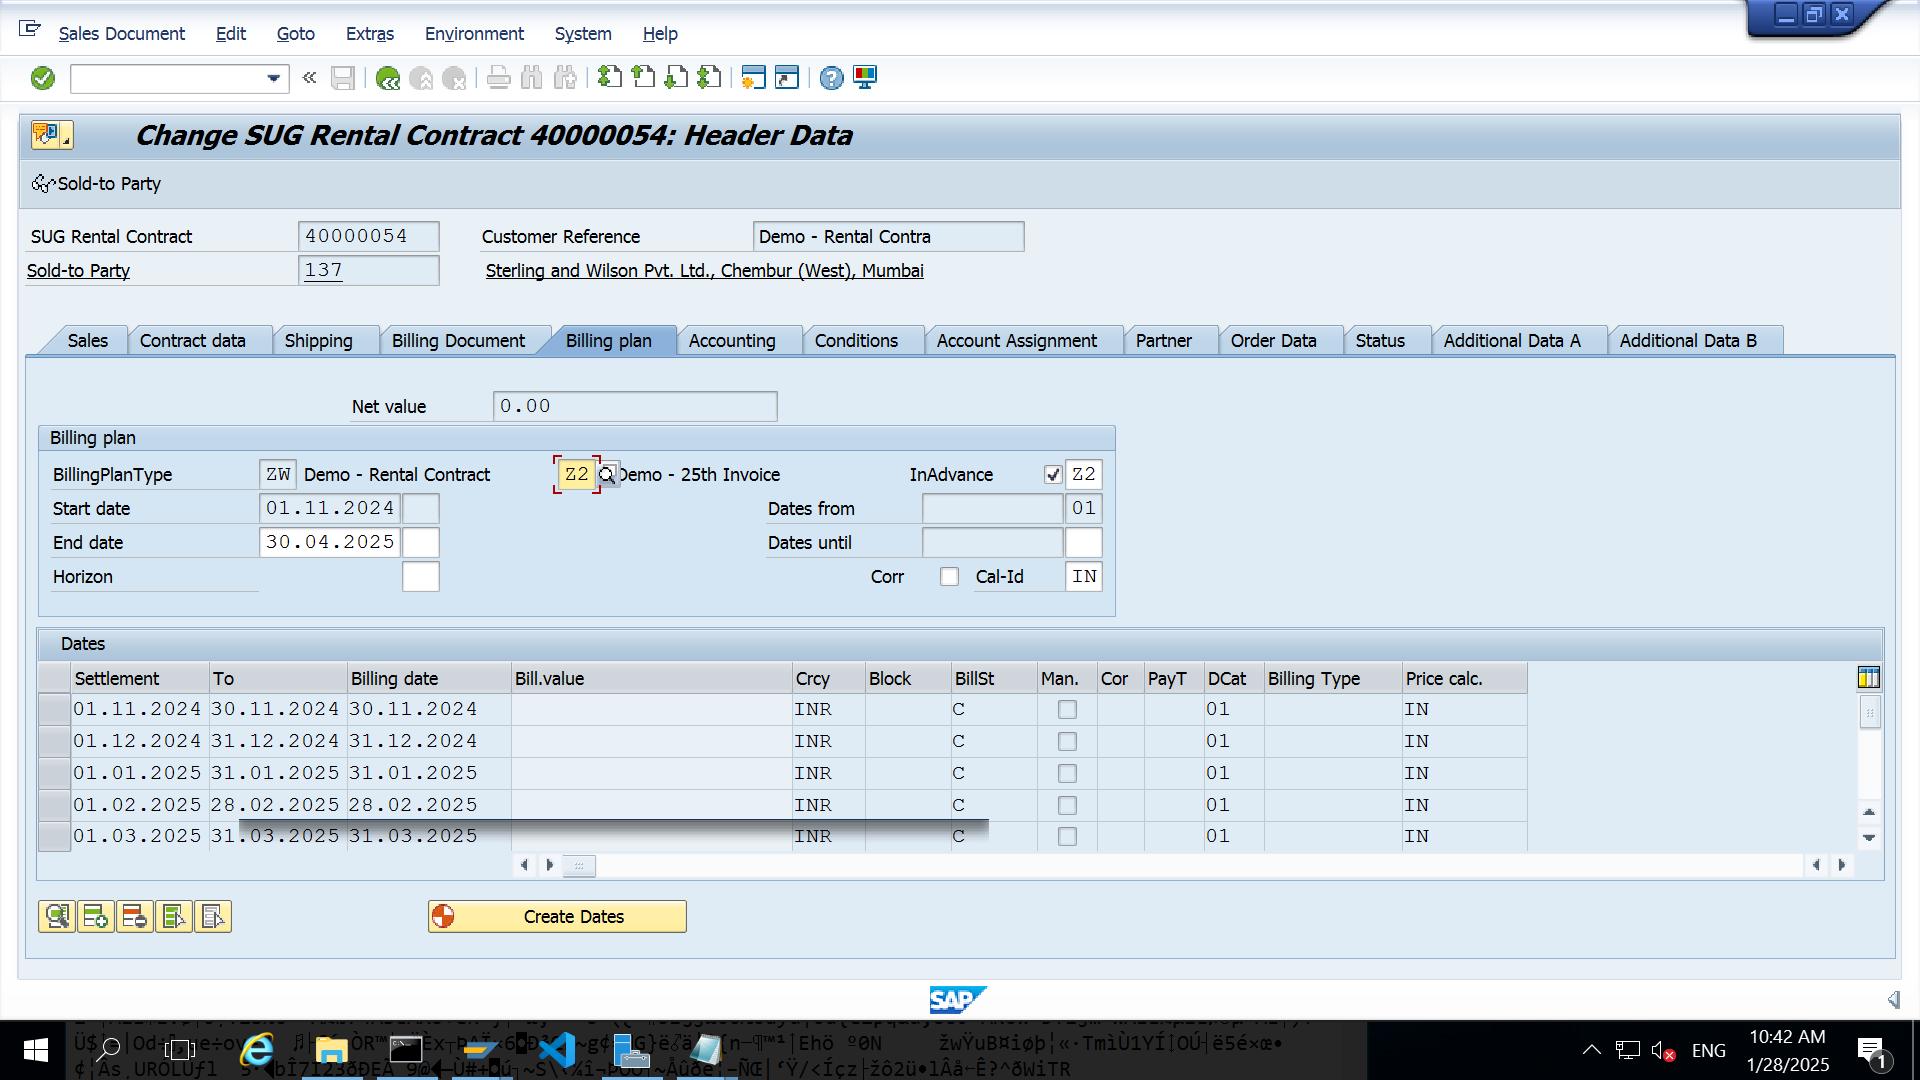 Sales Document Edit Goto Extras Environment System Help
Change SUG Rental Contract 40000054: Header Data
Sold-to Party
SUG Rental Contract 40000054 Customer Reference Demo - Rental Contra
Sold-to Party 137 Sterling and Wilson Pvt. Ltd., Chembur (West), Mumbai
Sales Contract data Shipping Billing Document Billing plan Accounting Conditions Account Assignment Partner Order Data Status Additional Data A Additional Data B
Net value 0.00
Billing plan
BillingPlanType ZW Demo - Rental Contract Z2 Demo - 25th Invoice InAdvance Z2
Start date 01.11.2024 Dates from 01
End date 30.04.2025 Dates until
Horizon Corr Cal-Id IN
Dates
Settlement To Billing date Bill.value Crcy Block BillSt Man. Cor PayT DCat Billing Type Price calc.
01.11.2024 30.11.2024 30.11.2024 INR C 01 IN
01.12.2024 31.12.2024 31.12.2024 INR C 01 IN
01.01.2025 31.01.2025 31.01.2025 INR C 01 IN
01.02.2025 28.02.2025 28.02.2025 INR C 01 IN
01.03.2025 31.03.2025 31.03.2025 INR C 01 IN
Create Dates
SAP
ENG 10:42 AM
1/28/2025 1